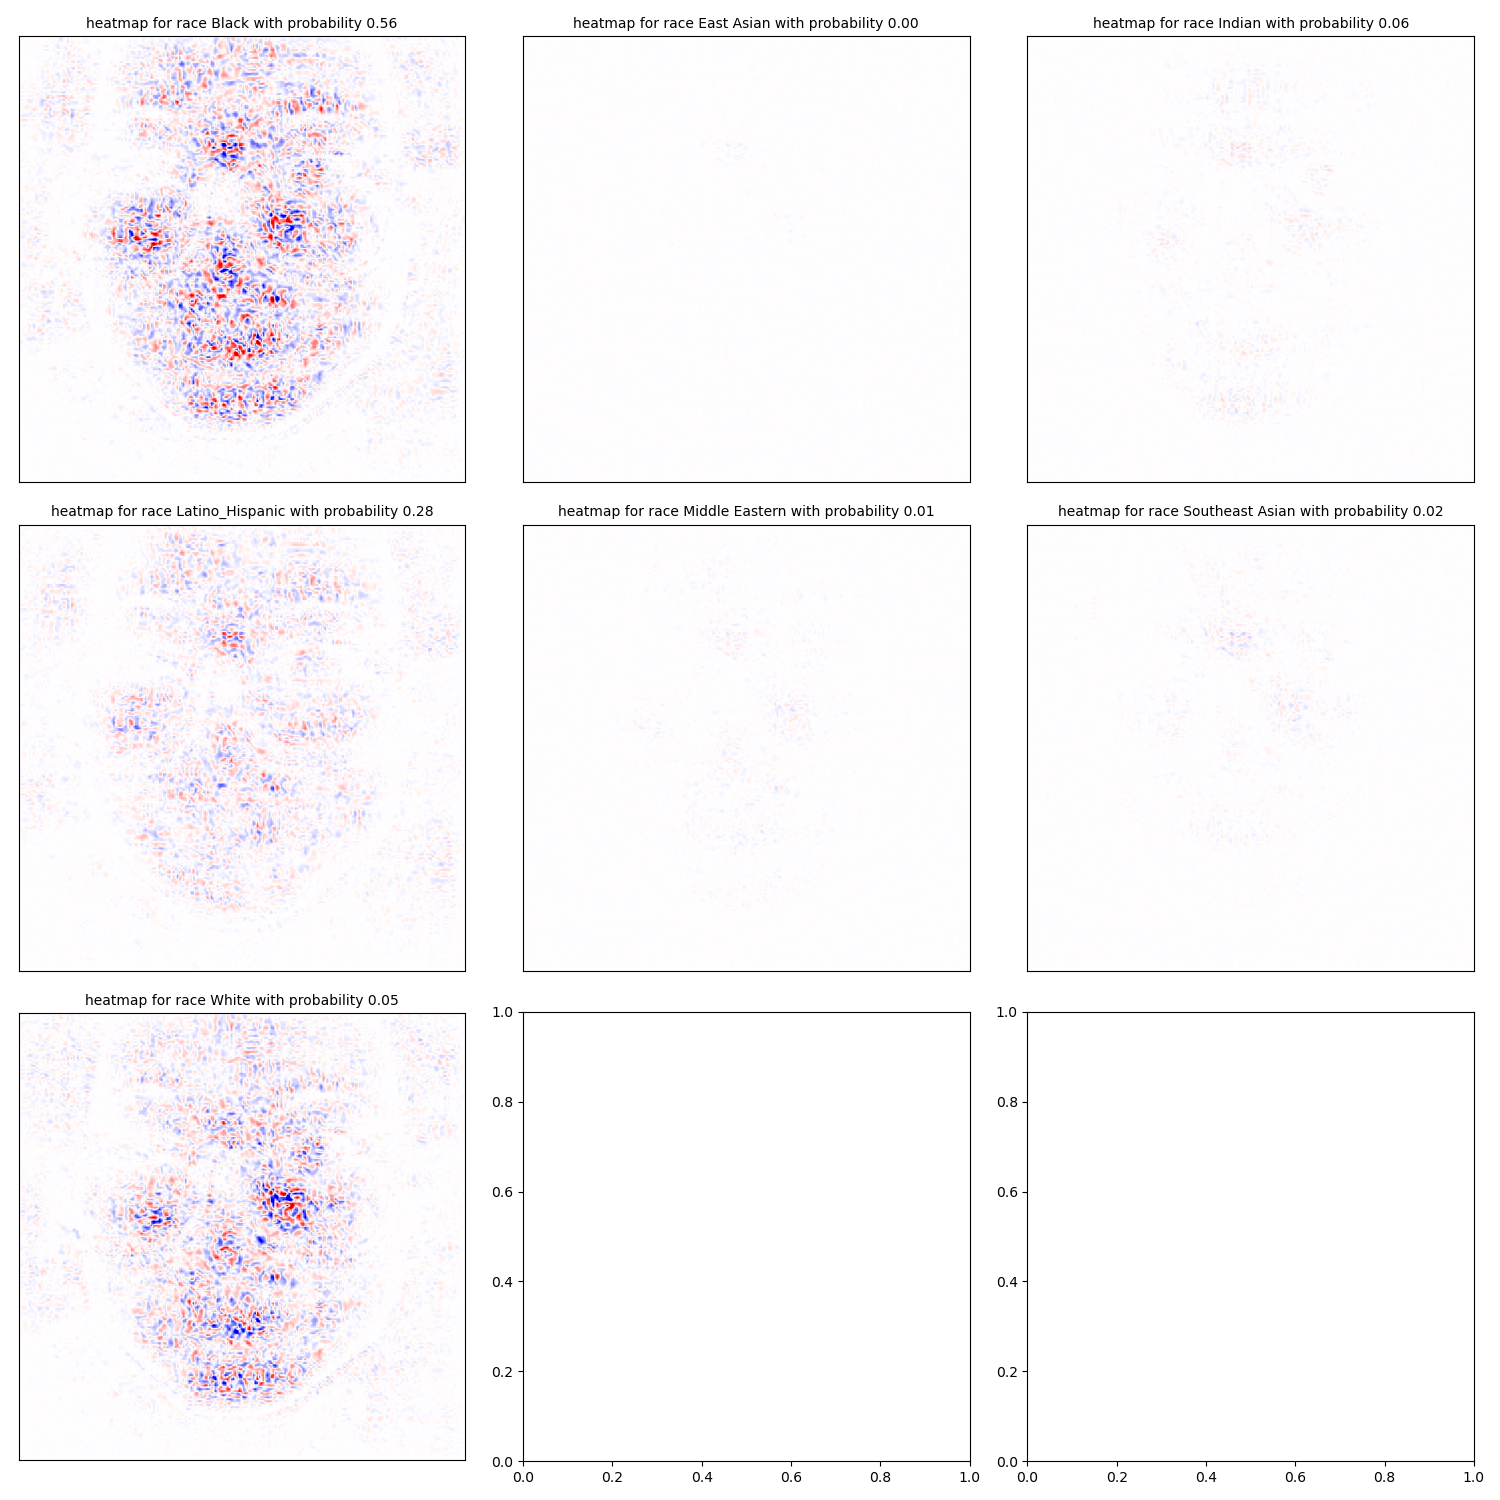 heatmap for race Black with probability 0.56
heatmap for race East Asian with probability 0.00
heatmap for race Indian with probability 0.06
heatmap for race Latino_Hispanic with probability 0.28
heatmap for race Middle Eastern with probability 0.01
heatmap for race Southeast Asian with probability 0.02
heatmap for race White with probability 0.05
1.0
0.8
0.6
0.4
0.2
0.0
0.0 0.2 0.4 0.6 0.8 1.0
1.0
0.8
0.6
0.4
0.2
0.0
0.0 0.2 0.4 0.6 0.8 1.0